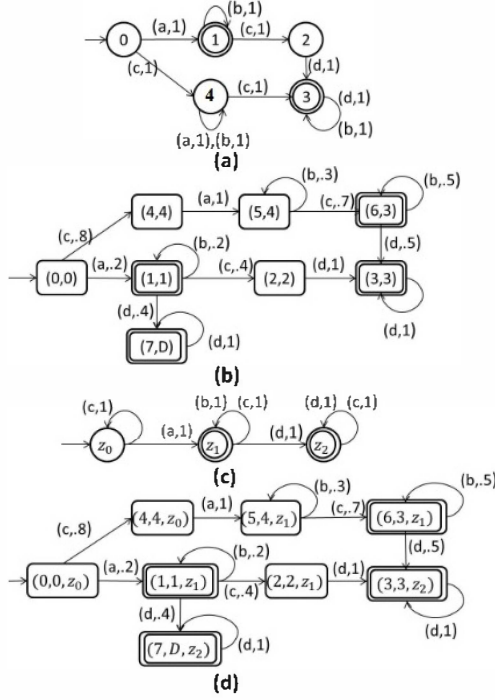 (b,1)
0 (a,1) 1 (c,1) 2
(c,1) (d,1)
4 (c,1) 3 (d,1)
(a,1),(b,1) (b,1)
(a)
(b,.3) (b,.5)
(4,4) (a,1) (5,4) (c,.7) (6,3)
(c,.8) (b,.2) (d,.5)
(0,0) (a,.2) (1,1) (c,.4) (2,2) (d,1) (3,3)
(d,.4) (d,1)
(7,D) (d,1)
(b)
(c,1) (b,1) (c,1) (d,1) (c,1)
z₀ (a,1) z₁ (d,1) z₂
(c)
(b,.3) (b,.5)
(4,4,z₀) (a,1) (5,4,z₁) (c,.7) (6,3,z₁)
(c,.8) (b,.2) (d,.5)
(0,0,z₀) (a,.2) (1,1,z₁) (c,.4) (2,2,z₁) (d,1) (3,3,z₂)
(d,.4) (d,1)
(7,D,z₂) (d,1)
(d)